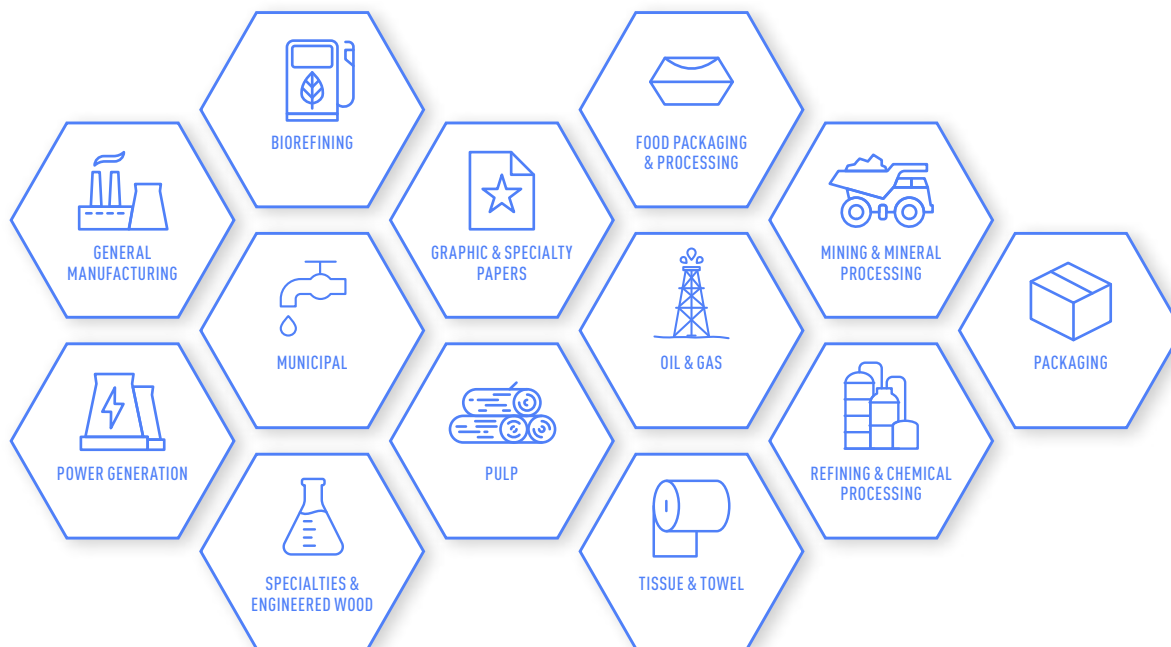 BIOREFINING
FOOD PACKAGING
& PROCESSING
GENERAL
MANUFACTURING
GRAPHIC & SPECIALTY
PAPERS
MINING & MINERAL
PROCESSING
MUNICIPAL
OIL & GAS
PACKAGING
POWER GENERATION
PULP
REFINING & CHEMICAL
PROCESSING
SPECIALTIES &
ENGINEERED WOOD
TISSUE & TOWEL